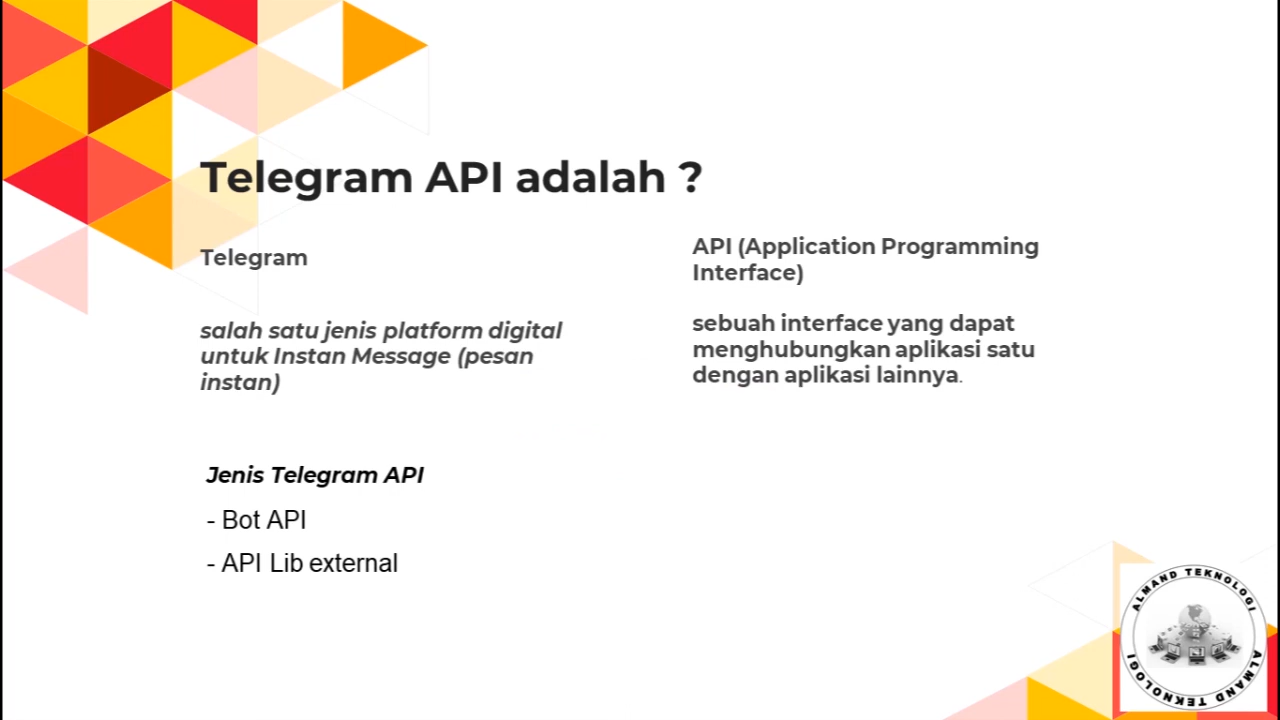 Telegram API adalah ?
Telegram
salah satu jenis platform digital
untuk Instan Message (pesan
instan)
API (Application Programming
Interface)
sebuah interface yang dapat
menghubungkan aplikasi satu
dengan aplikasi lainnya.
Jenis Telegram API
- Bot API
- API Lib external
ALMAND TEKNOLOGI
ALMAND TEKNOLOGI